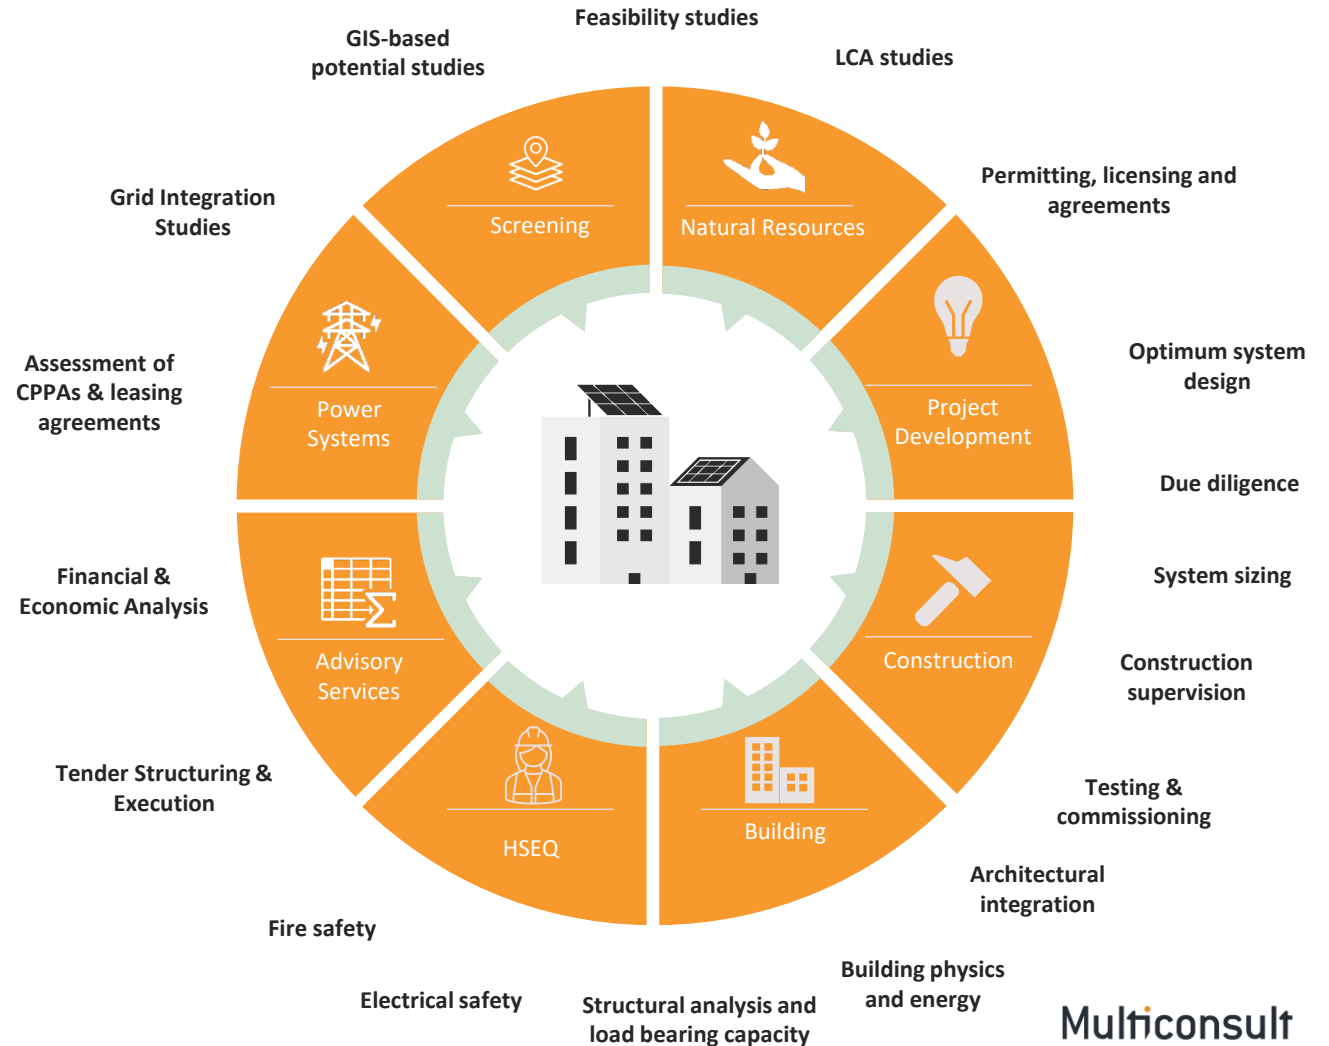 Feasibility studies
GIS-based
potential studies
LCA studies
Permitting, licensing and
agreements
Grid Integration
Studies
Screening
Natural Resources
Optimum system
design
Assessment of
CPPAs & leasing
agreements
Power
Systems
Project
Development
Due diligence
System sizing
Financial &
Economic Analysis
Advisory
Services
Construction
Construction
supervision
Tender Structuring &
Execution
HSEQ
Building
Testing &
commissioning
Architectural
integration
Fire safety
Electrical safety
Structural analysis and
load bearing capacity
Building physics
and energy
Multiconsult